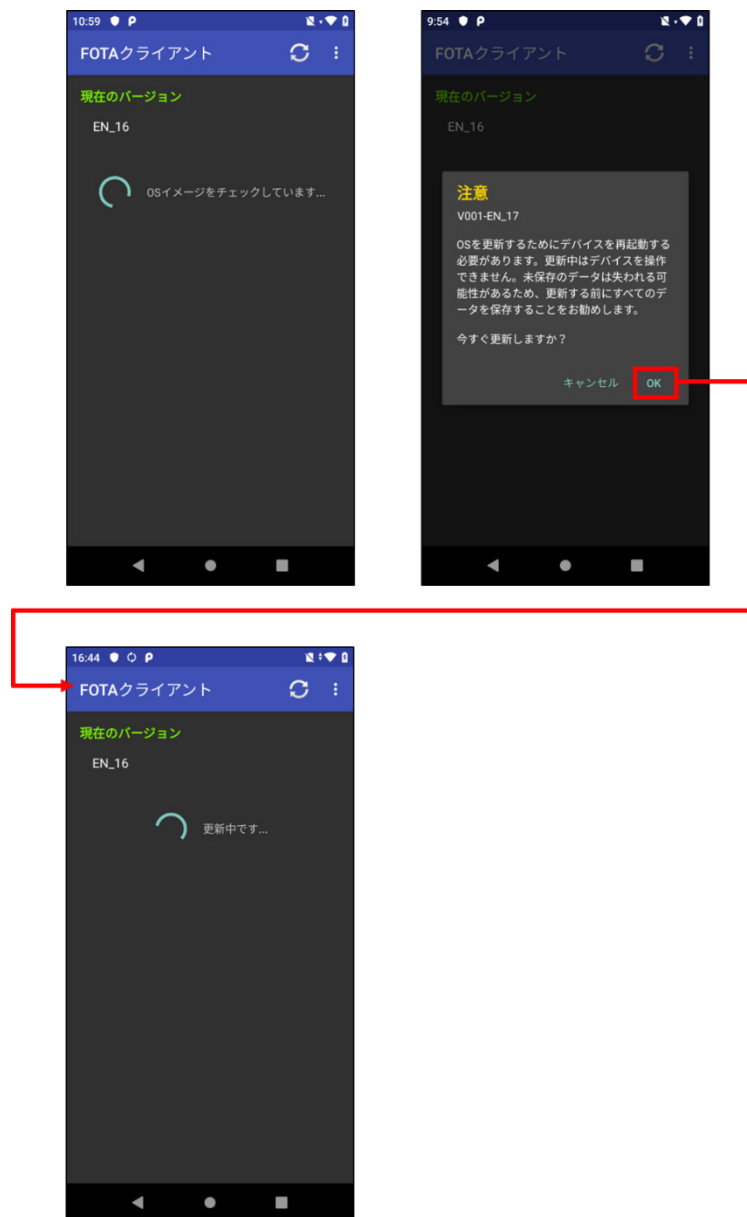 10:59
FOTAクライアント
現在のバージョン
EN_16
OSイメージをチェックしています...
9:54
FOTAクライアント
現在のバージョン
EN_16
注意
V001-EN_17
OSを更新するためにデバイスを再起動する
必要があります。更新中はデバイスを操作
できません。未保存のデータは失われる可
能性があるため、更新する前にすべてのデ
ータを保存することをお勧めします。
今すぐ更新しますか？
キャンセル OK
16:44
FOTAクライアント
現在のバージョン
EN_16
更新中です...